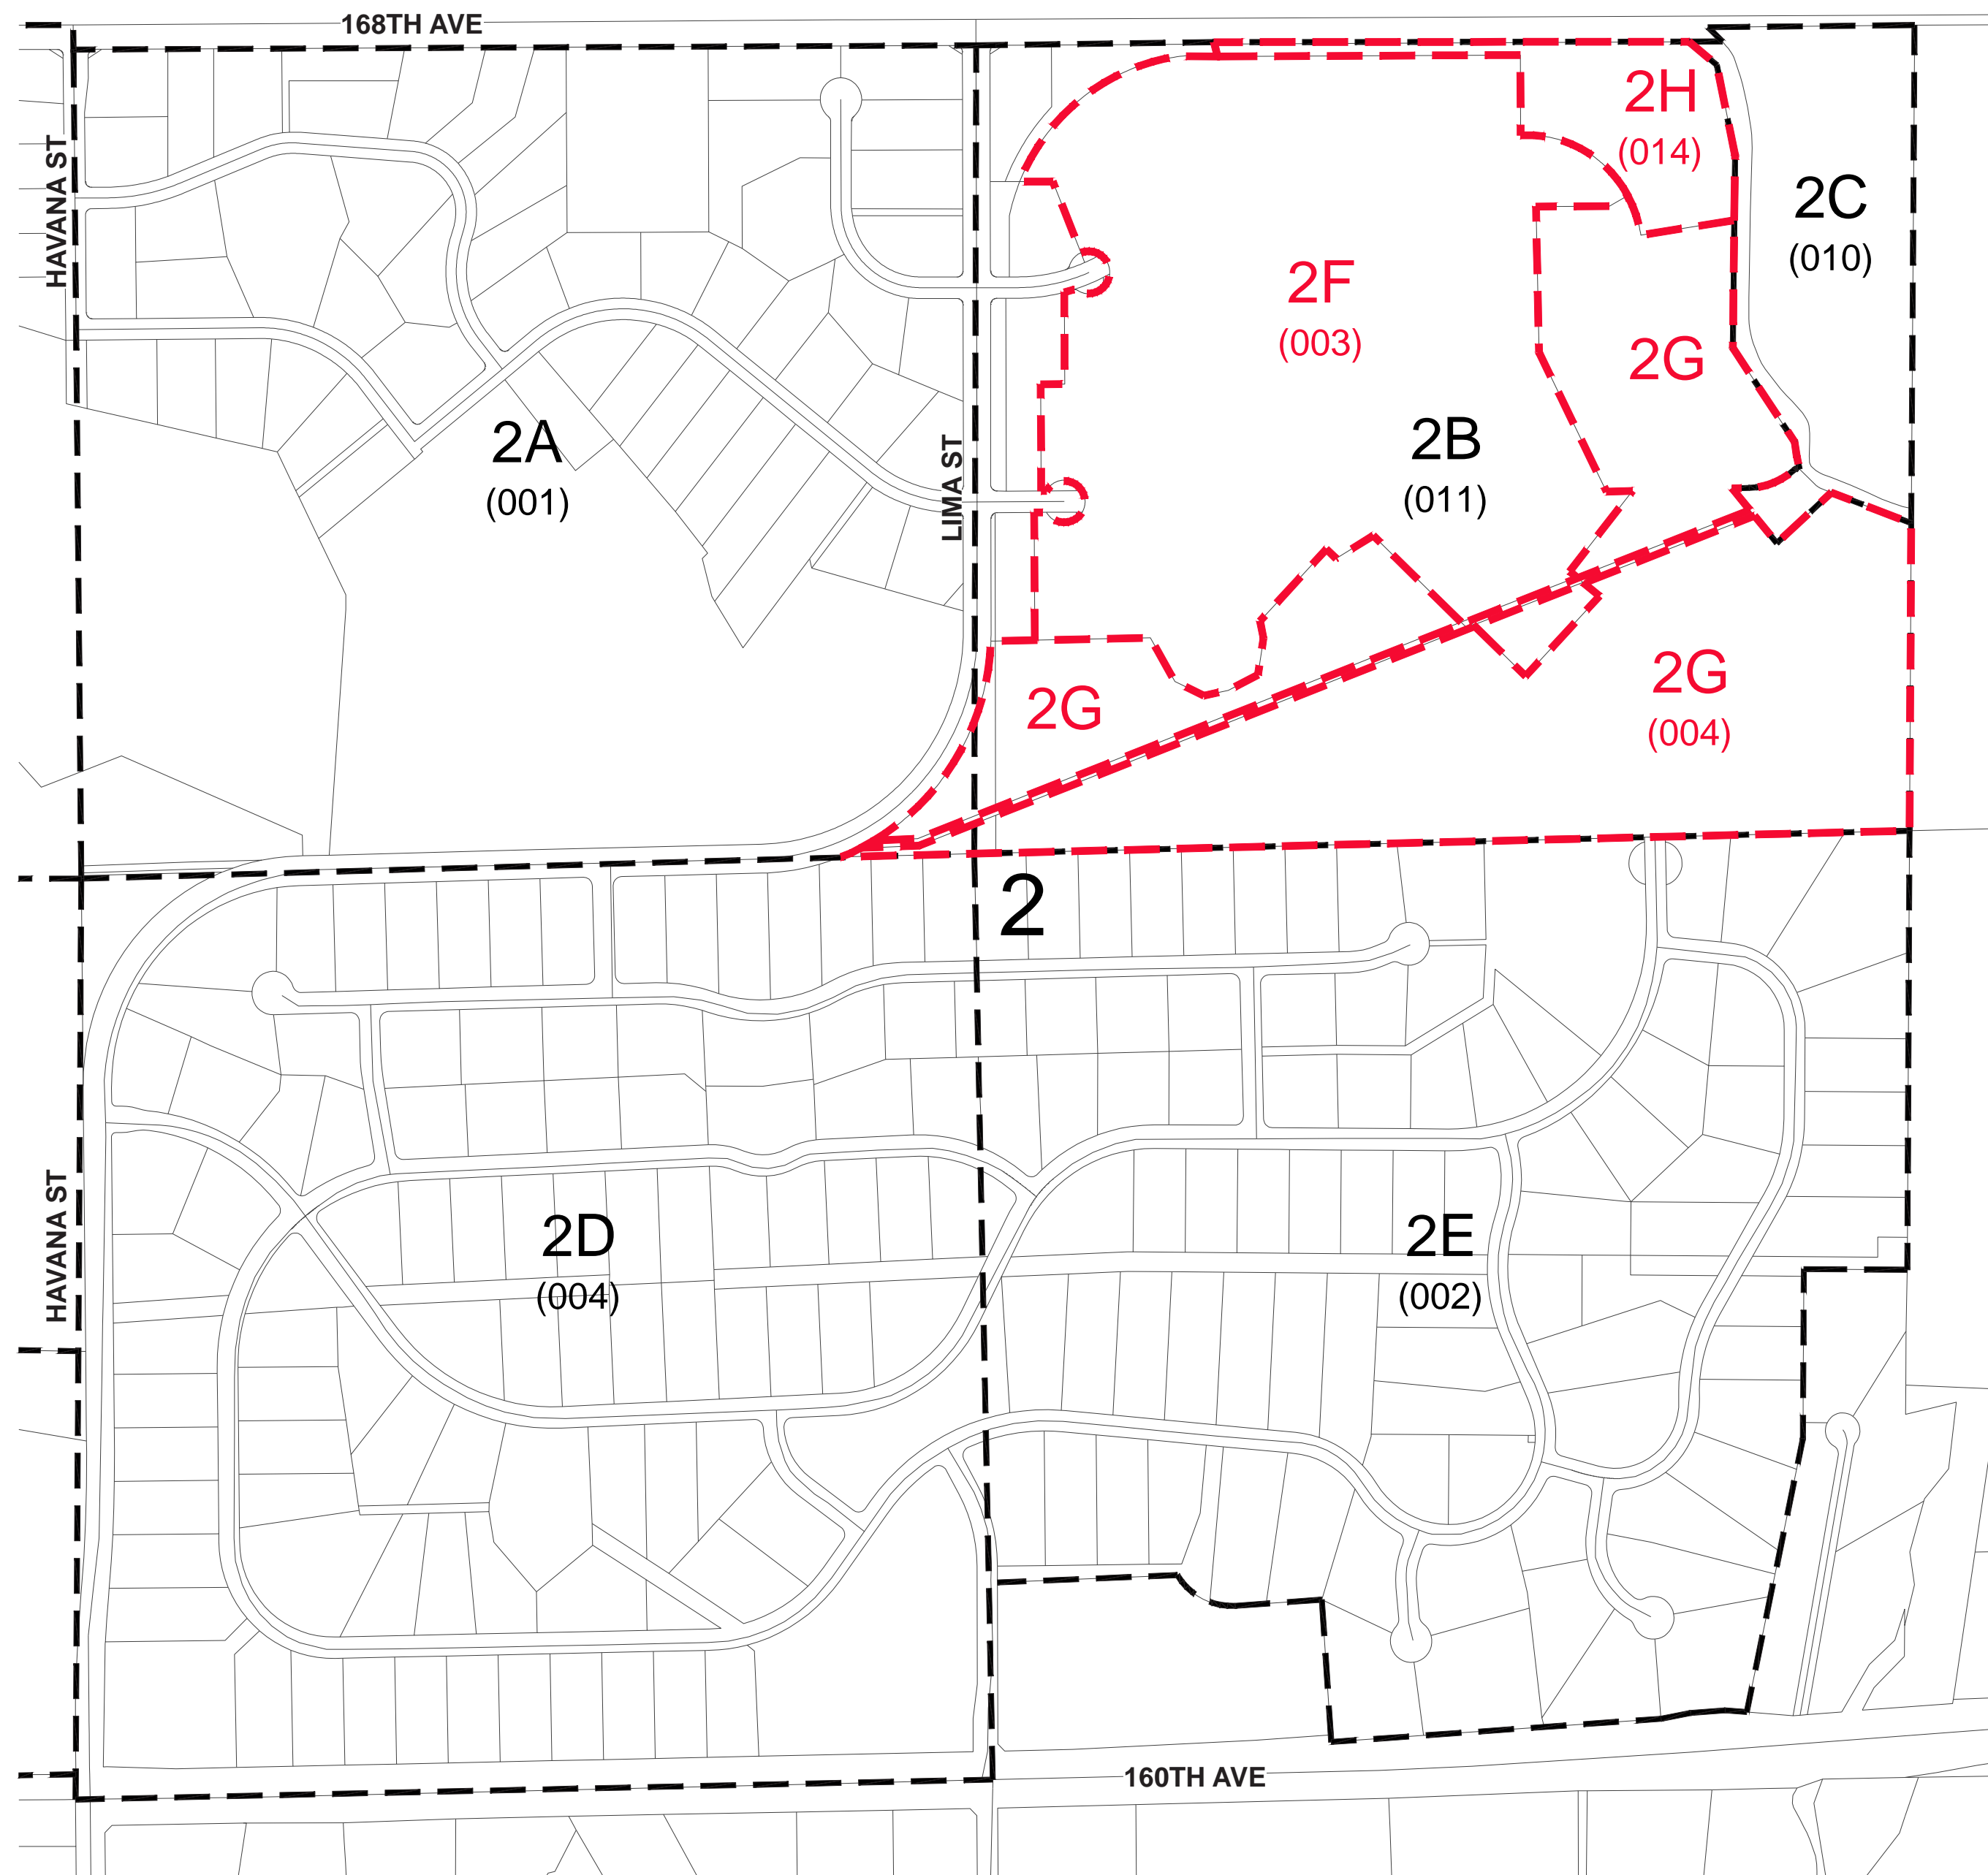 168TH AVE
HAVANA ST
2H
(014)
2C
(010)
2F
(003)
2G
2A
(001)
LIMA ST
2B
(011)
2G
2G
(004)
2
HAVANA ST
2D
(004)
2E
(002)
160TH AVE